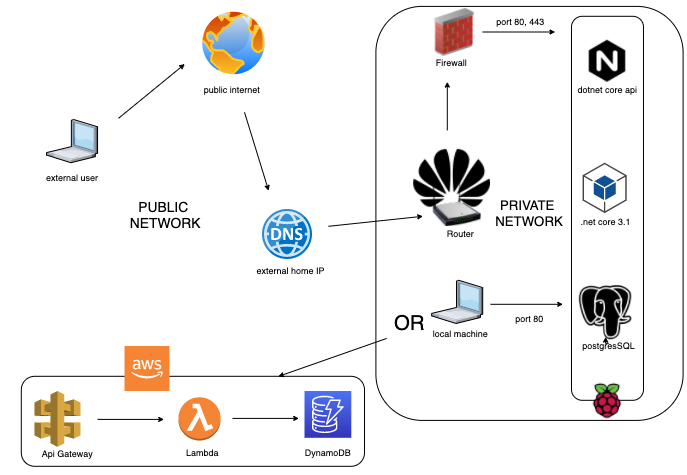 port 80, 443
Firewall
dotnet core api
public internet
external user
PUBLIC
NETWORK
DNS
external home IP
Router
PRIVATE
NETWORK
.net core 3.1
OR
local machine
port 80
postgresSQL
aws
Api Gateway
Lambda
DynamoDB